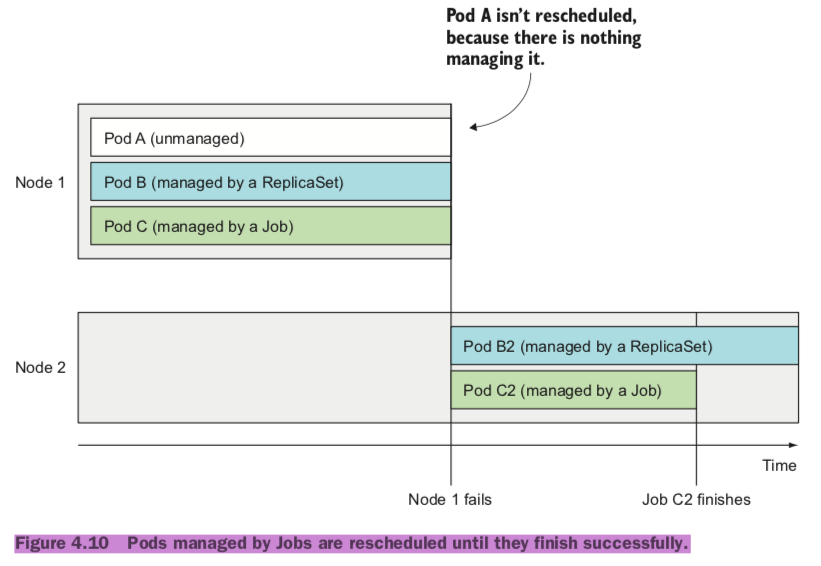 Pod A isn't rescheduled,
because there is nothing
managing it.
Node 1
Pod A (unmanaged)
Pod B (managed by a ReplicaSet)
Pod C (managed by a Job)
Node 2
Pod B2 (managed by a ReplicaSet)
Pod C2 (managed by a Job)
Time
Node 1 fails
Job C2 finishes
Figure 4.10 Pods managed by Jobs are rescheduled until they finish successfully.